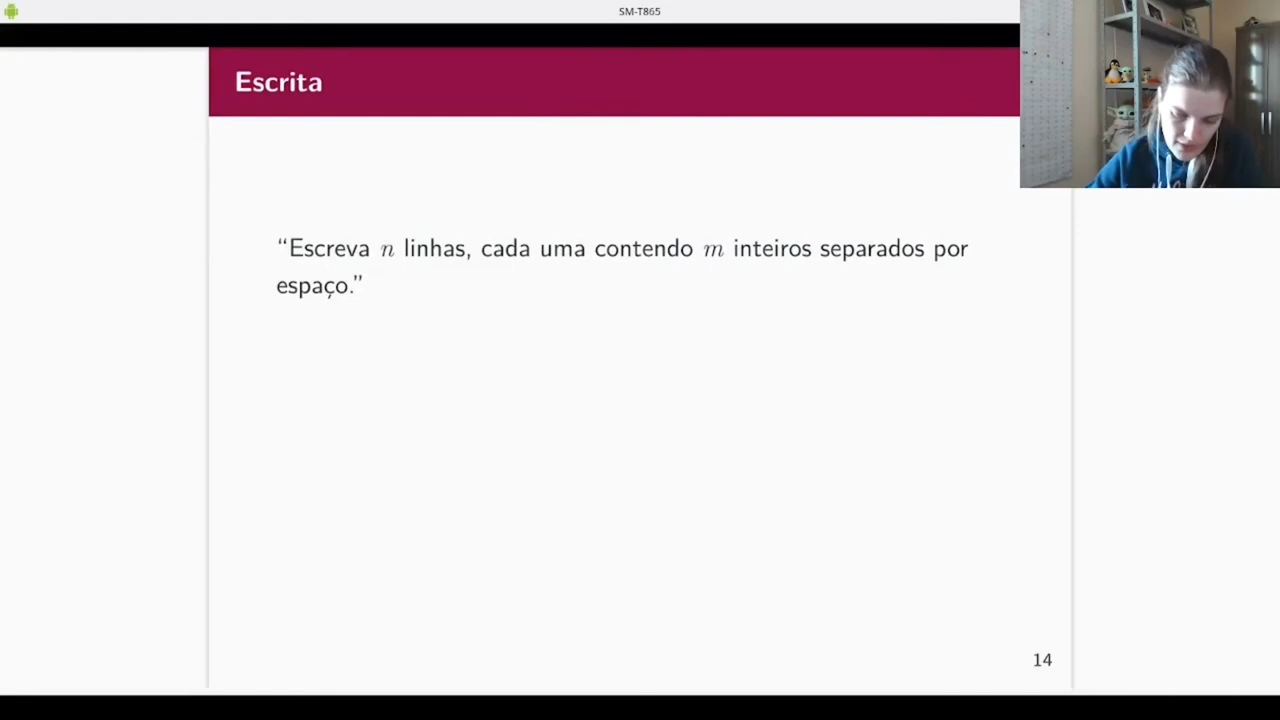 SM-T865
Escrita
“Escreva n linhas, cada uma contendo m inteiros separados por
espaço.”
14